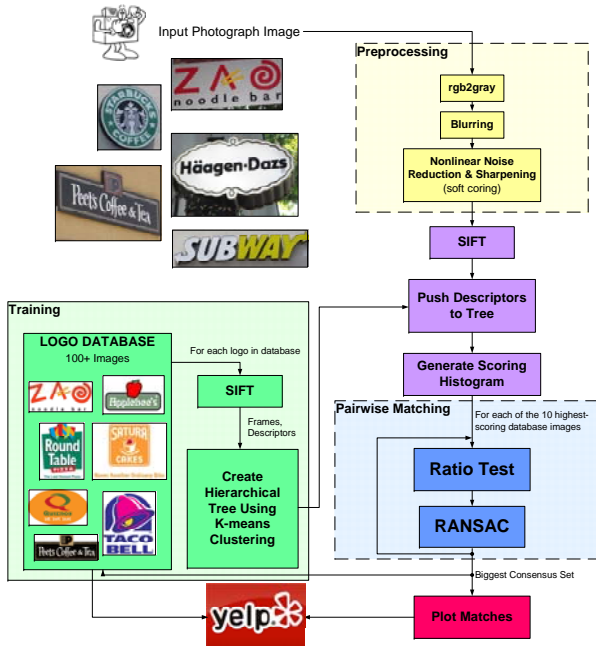 Input Photograph Image
Preprocessing
rgb2gray
Blurring
Nonlinear Noise
Reduction & Sharpening
(soft coring)
ZAO
noodle bar
STARBUCKS
COFFEE
Häagen-Dazs
Peet's Coffee & Tea
SUBWAY
SIFT
Push Descriptors
to Tree
Generate Scoring
Histogram
Training
LOGO DATABASE
100+ Images
For each logo in database
SIFT
Frames,
Descriptors
Create
Hierarchical
Tree Using
K-means
Clustering
ZAO
noodle bar
Applebee's
Round
Table
PIZZA
SATURA
CAKES
TACO
BELL
Peet's Coffee & Tea
Pairwise Matching
For each of the 10 highest-
scoring database images
Ratio Test
RANSAC
Biggest Consensus Set
Plot Matches
yelp